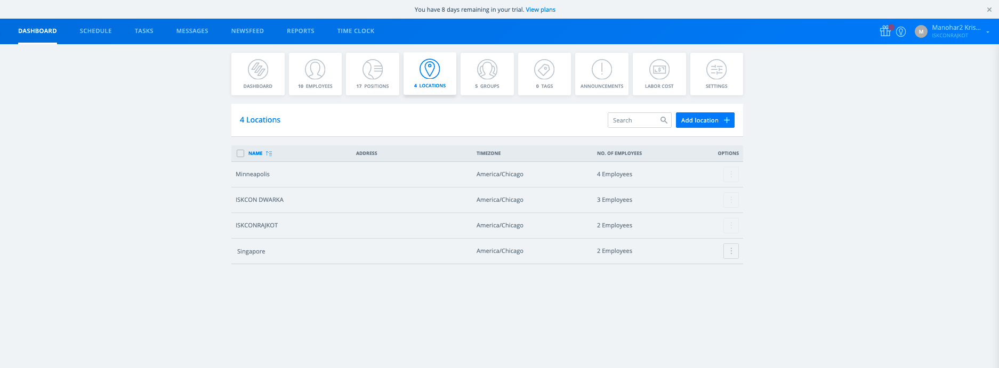 You have 8 days remaining in your trial. View plans
DASHBOARD SCHEDULE TASKS MESSAGES NEWSFEED REPORTS TIME CLOCK
M Manohar2 Kris...
ISKCONRAJKOT
DASHBOARD 10 EMPLOYEES 17 POSITIONS 4 LOCATIONS 5 GROUPS 0 TAGS ANNOUNCEMENTS LABOR COST SETTINGS
4 Locations Search Add location +
NAME ADDRESS TIMEZONE NO. OF EMPLOYEES OPTIONS
Minneapolis America/Chicago 4 Employees
ISKCON DWARKA America/Chicago 3 Employees
ISKCONRAJKOT America/Chicago 2 Employees
Singapore America/Chicago 2 Employees